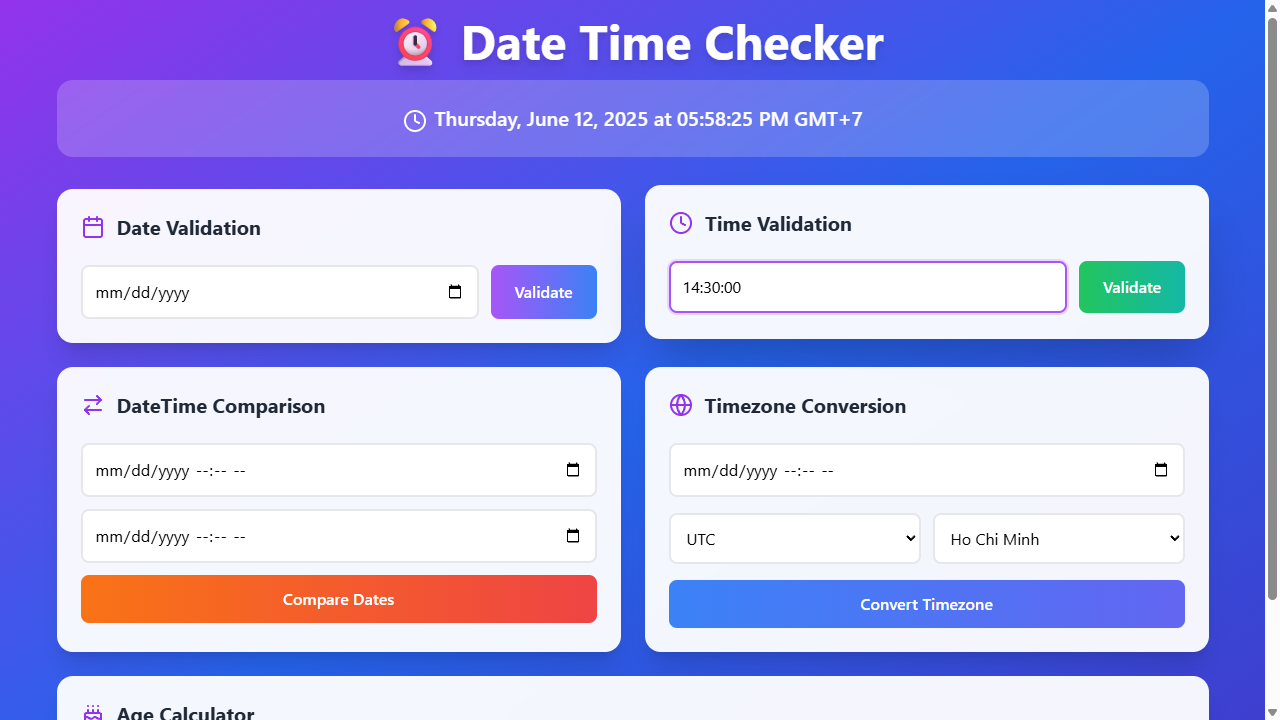 Date Time Checker
Thursday, June 12, 2025 at 05:58:25 PM GMT+7
Date Validation
mm/dd/yyyy
Validate
Time Validation
14:30:00
Validate
DateTime Comparison
mm/dd/yyyy --:-- --
mm/dd/yyyy --:-- --
Compare Dates
Timezone Conversion
mm/dd/yyyy --:-- --
UTC
Ho Chi Minh
Convert Timezone
Age Calculator